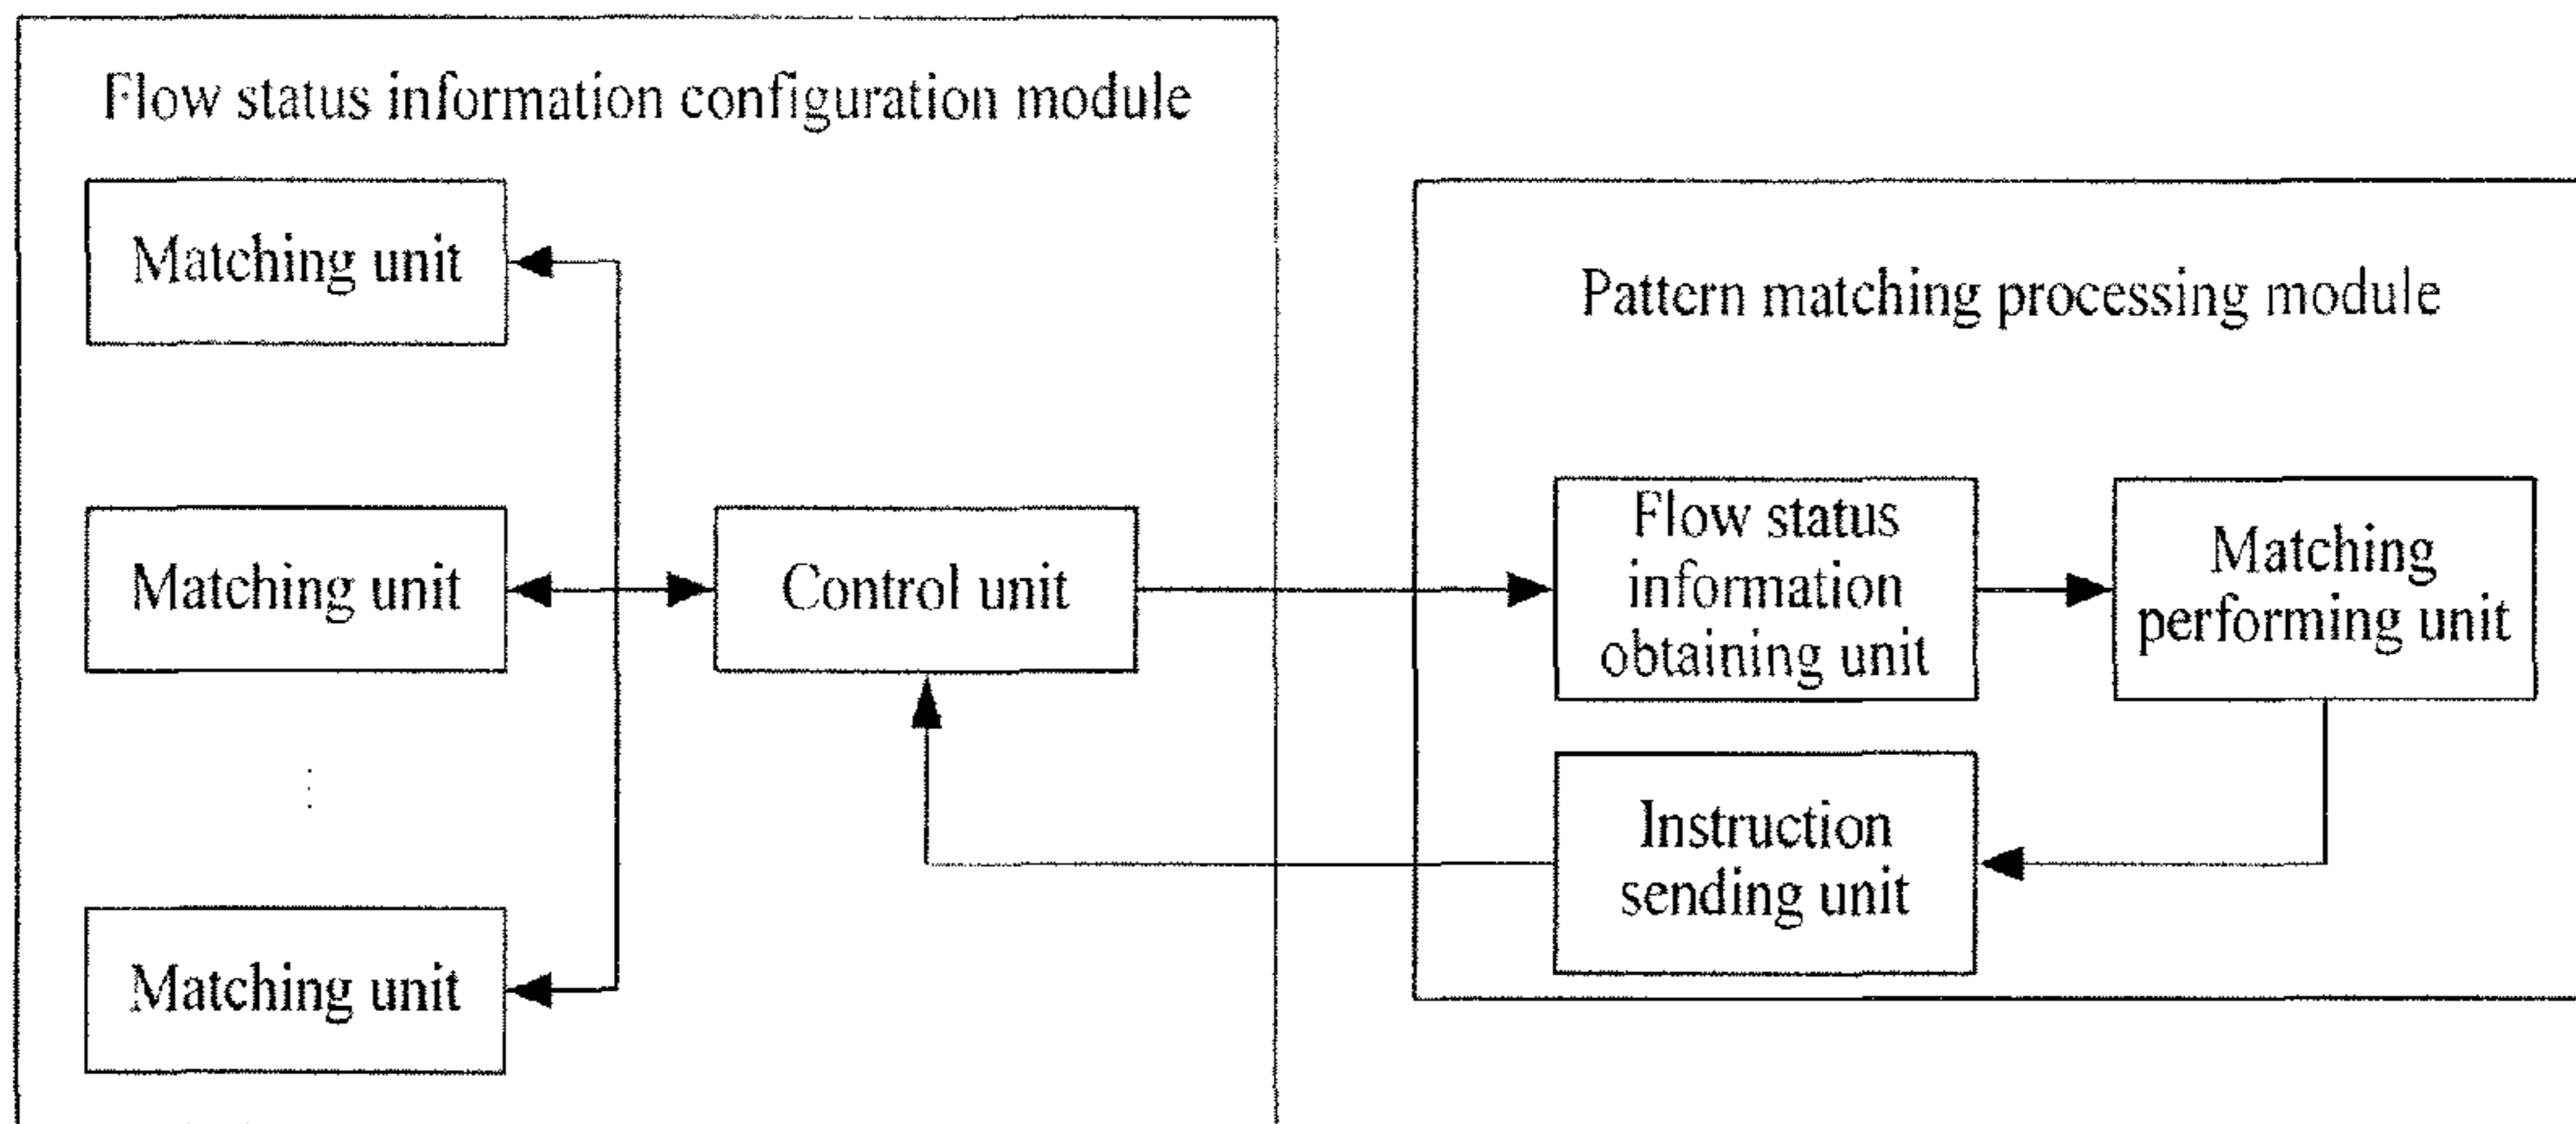 Flow status information configuration module
Matching unit
Pattern matching processing module
Matching unit
Control unit
Flow status
information
obtaining unit
Matching
performing unit
Instruction
sending unit
Matching unit